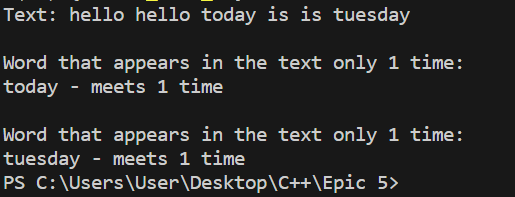 Text: hello hello today is is tuesday
Word that appears in the text only 1 time:
today - meets 1 time
Word that appears in the text only 1 time:
tuesday - meets 1 time
PS C:\Users\User\Desktop\C++\Epic 5>